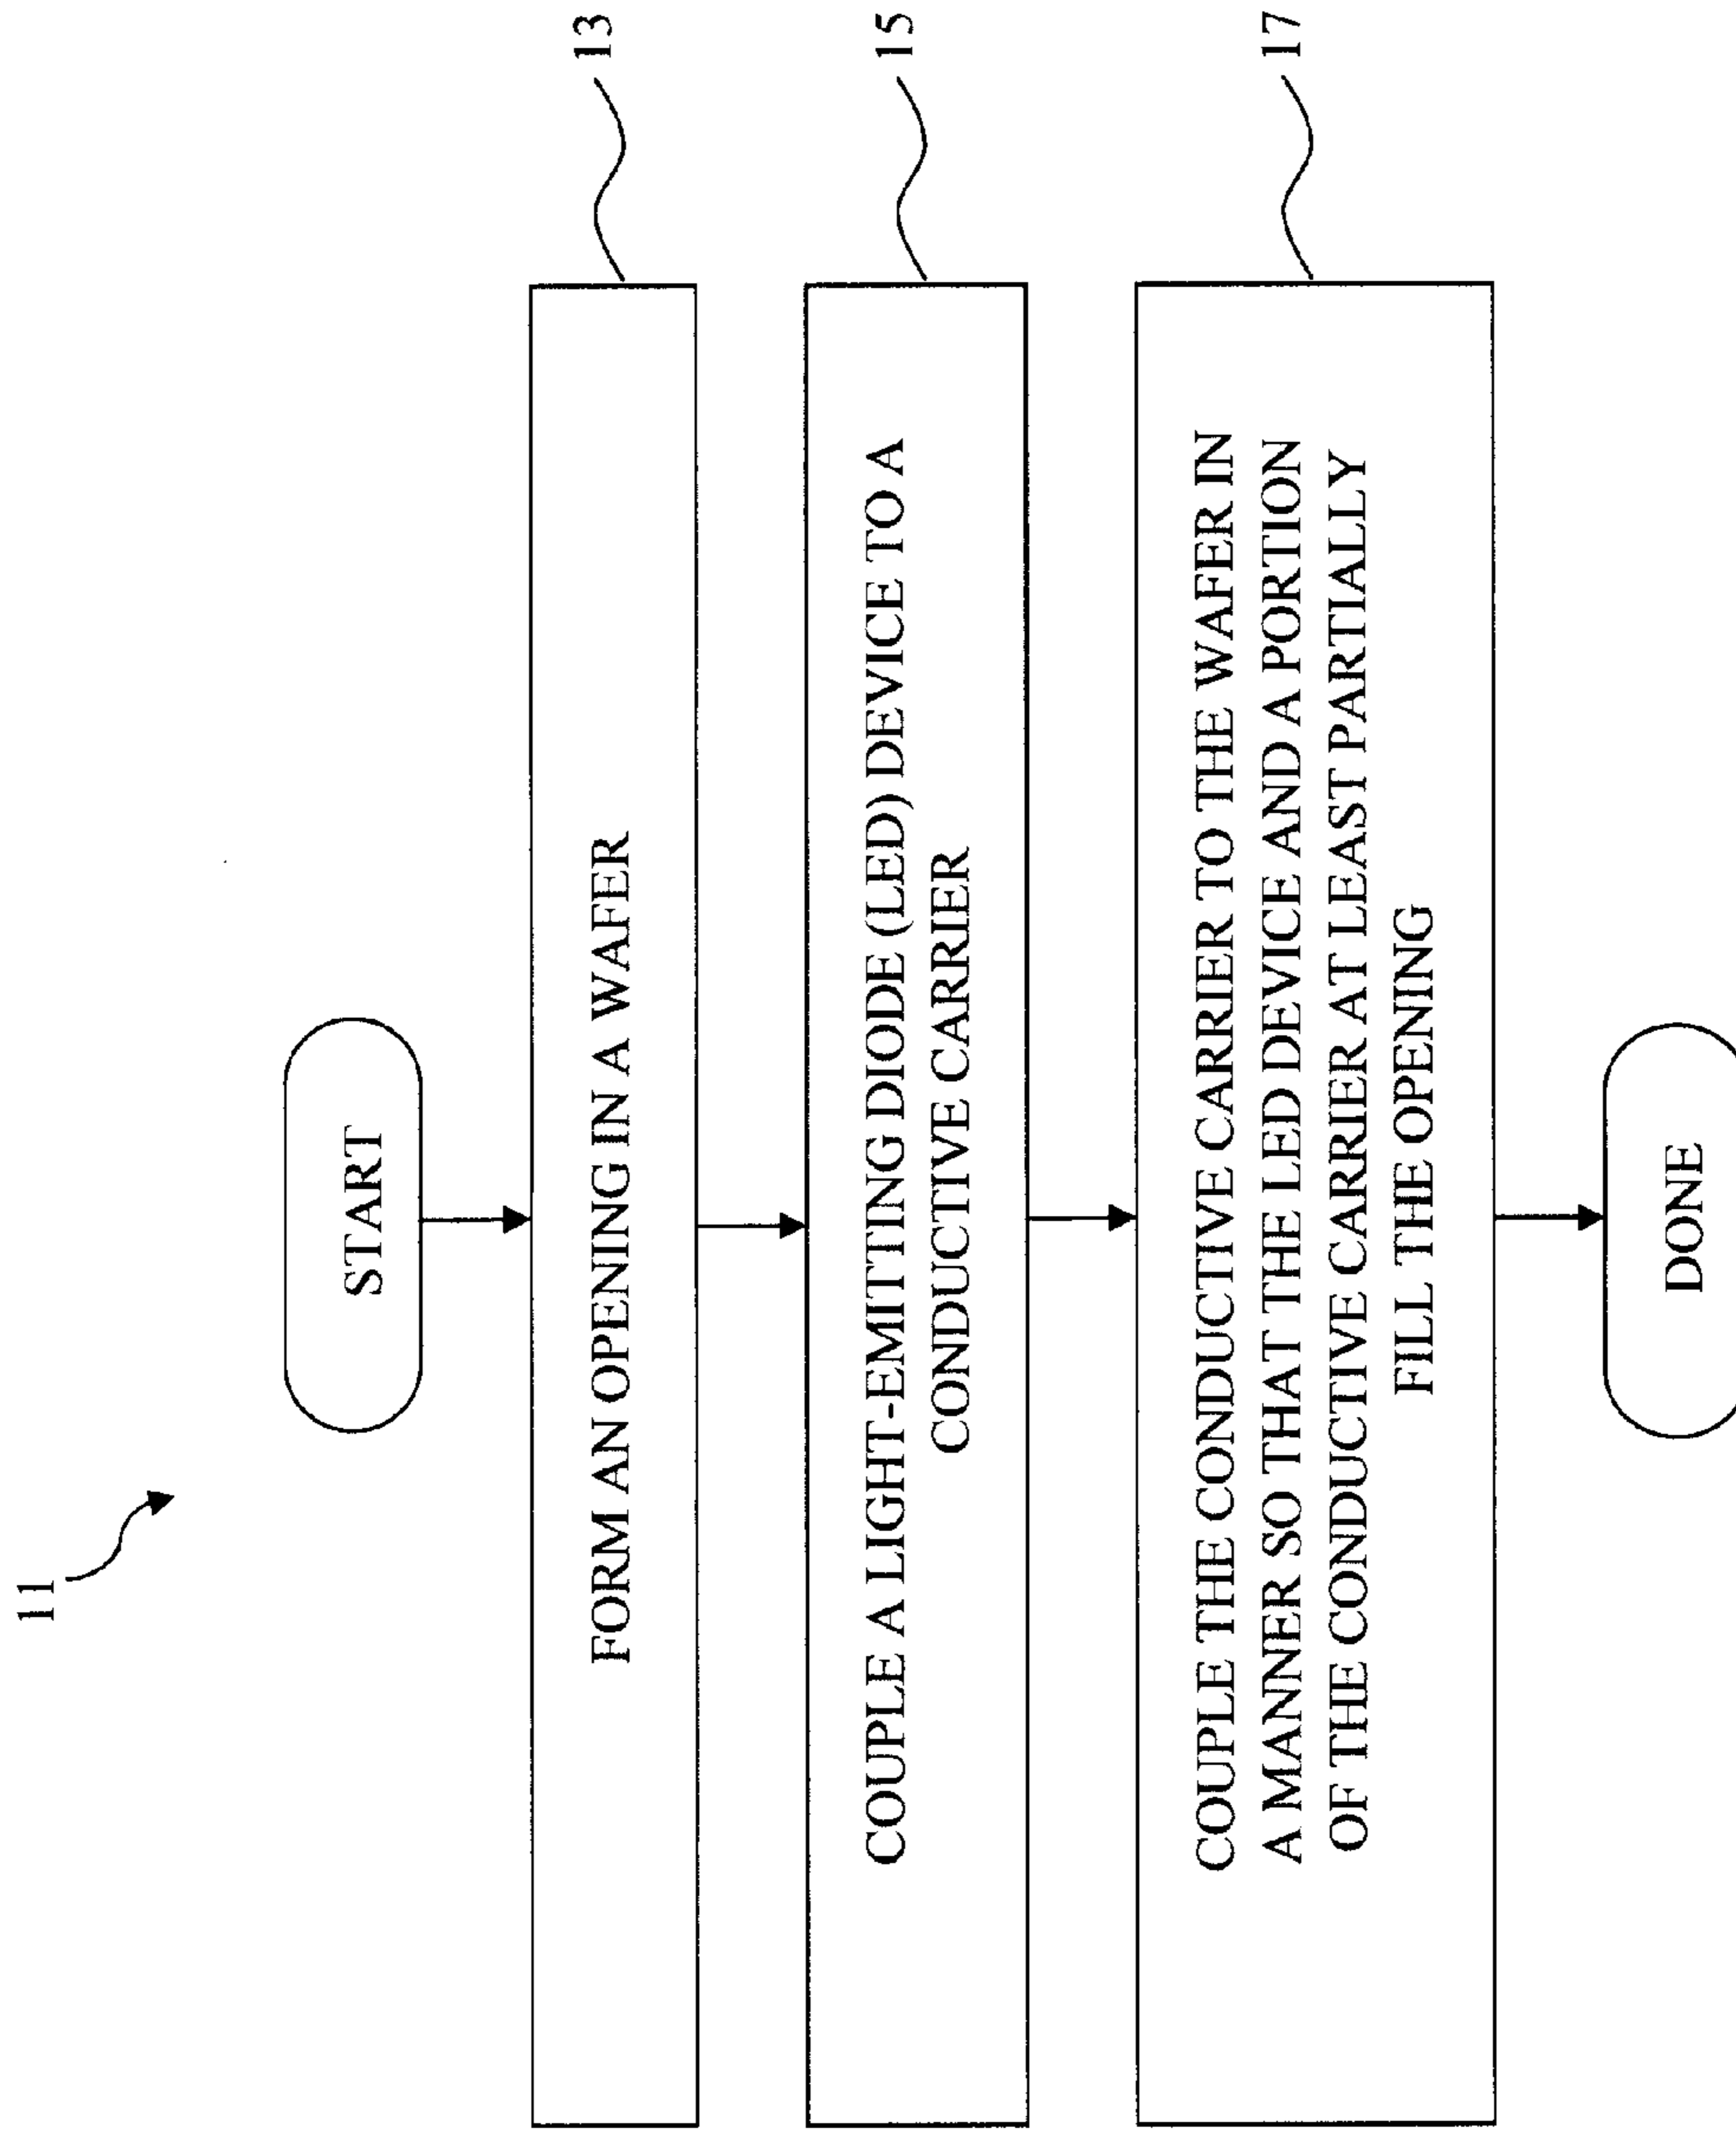 11
START
FORM AN OPENING IN A WAFER
13
COUPLE A LIGHT-EMITTING DIODE (LED) DEVICE TO A
CONDUCTIVE CARRIER
15
COUPLE THE CONDUCTIVE CARRIER TO THE WAFER IN
A MANNER SO THAT THE LED DEVICE AND A PORTION
OF THE CONDUCTIVE CARRIER AT LEAST PARTIALLY
FILL THE OPENING
17
DONE